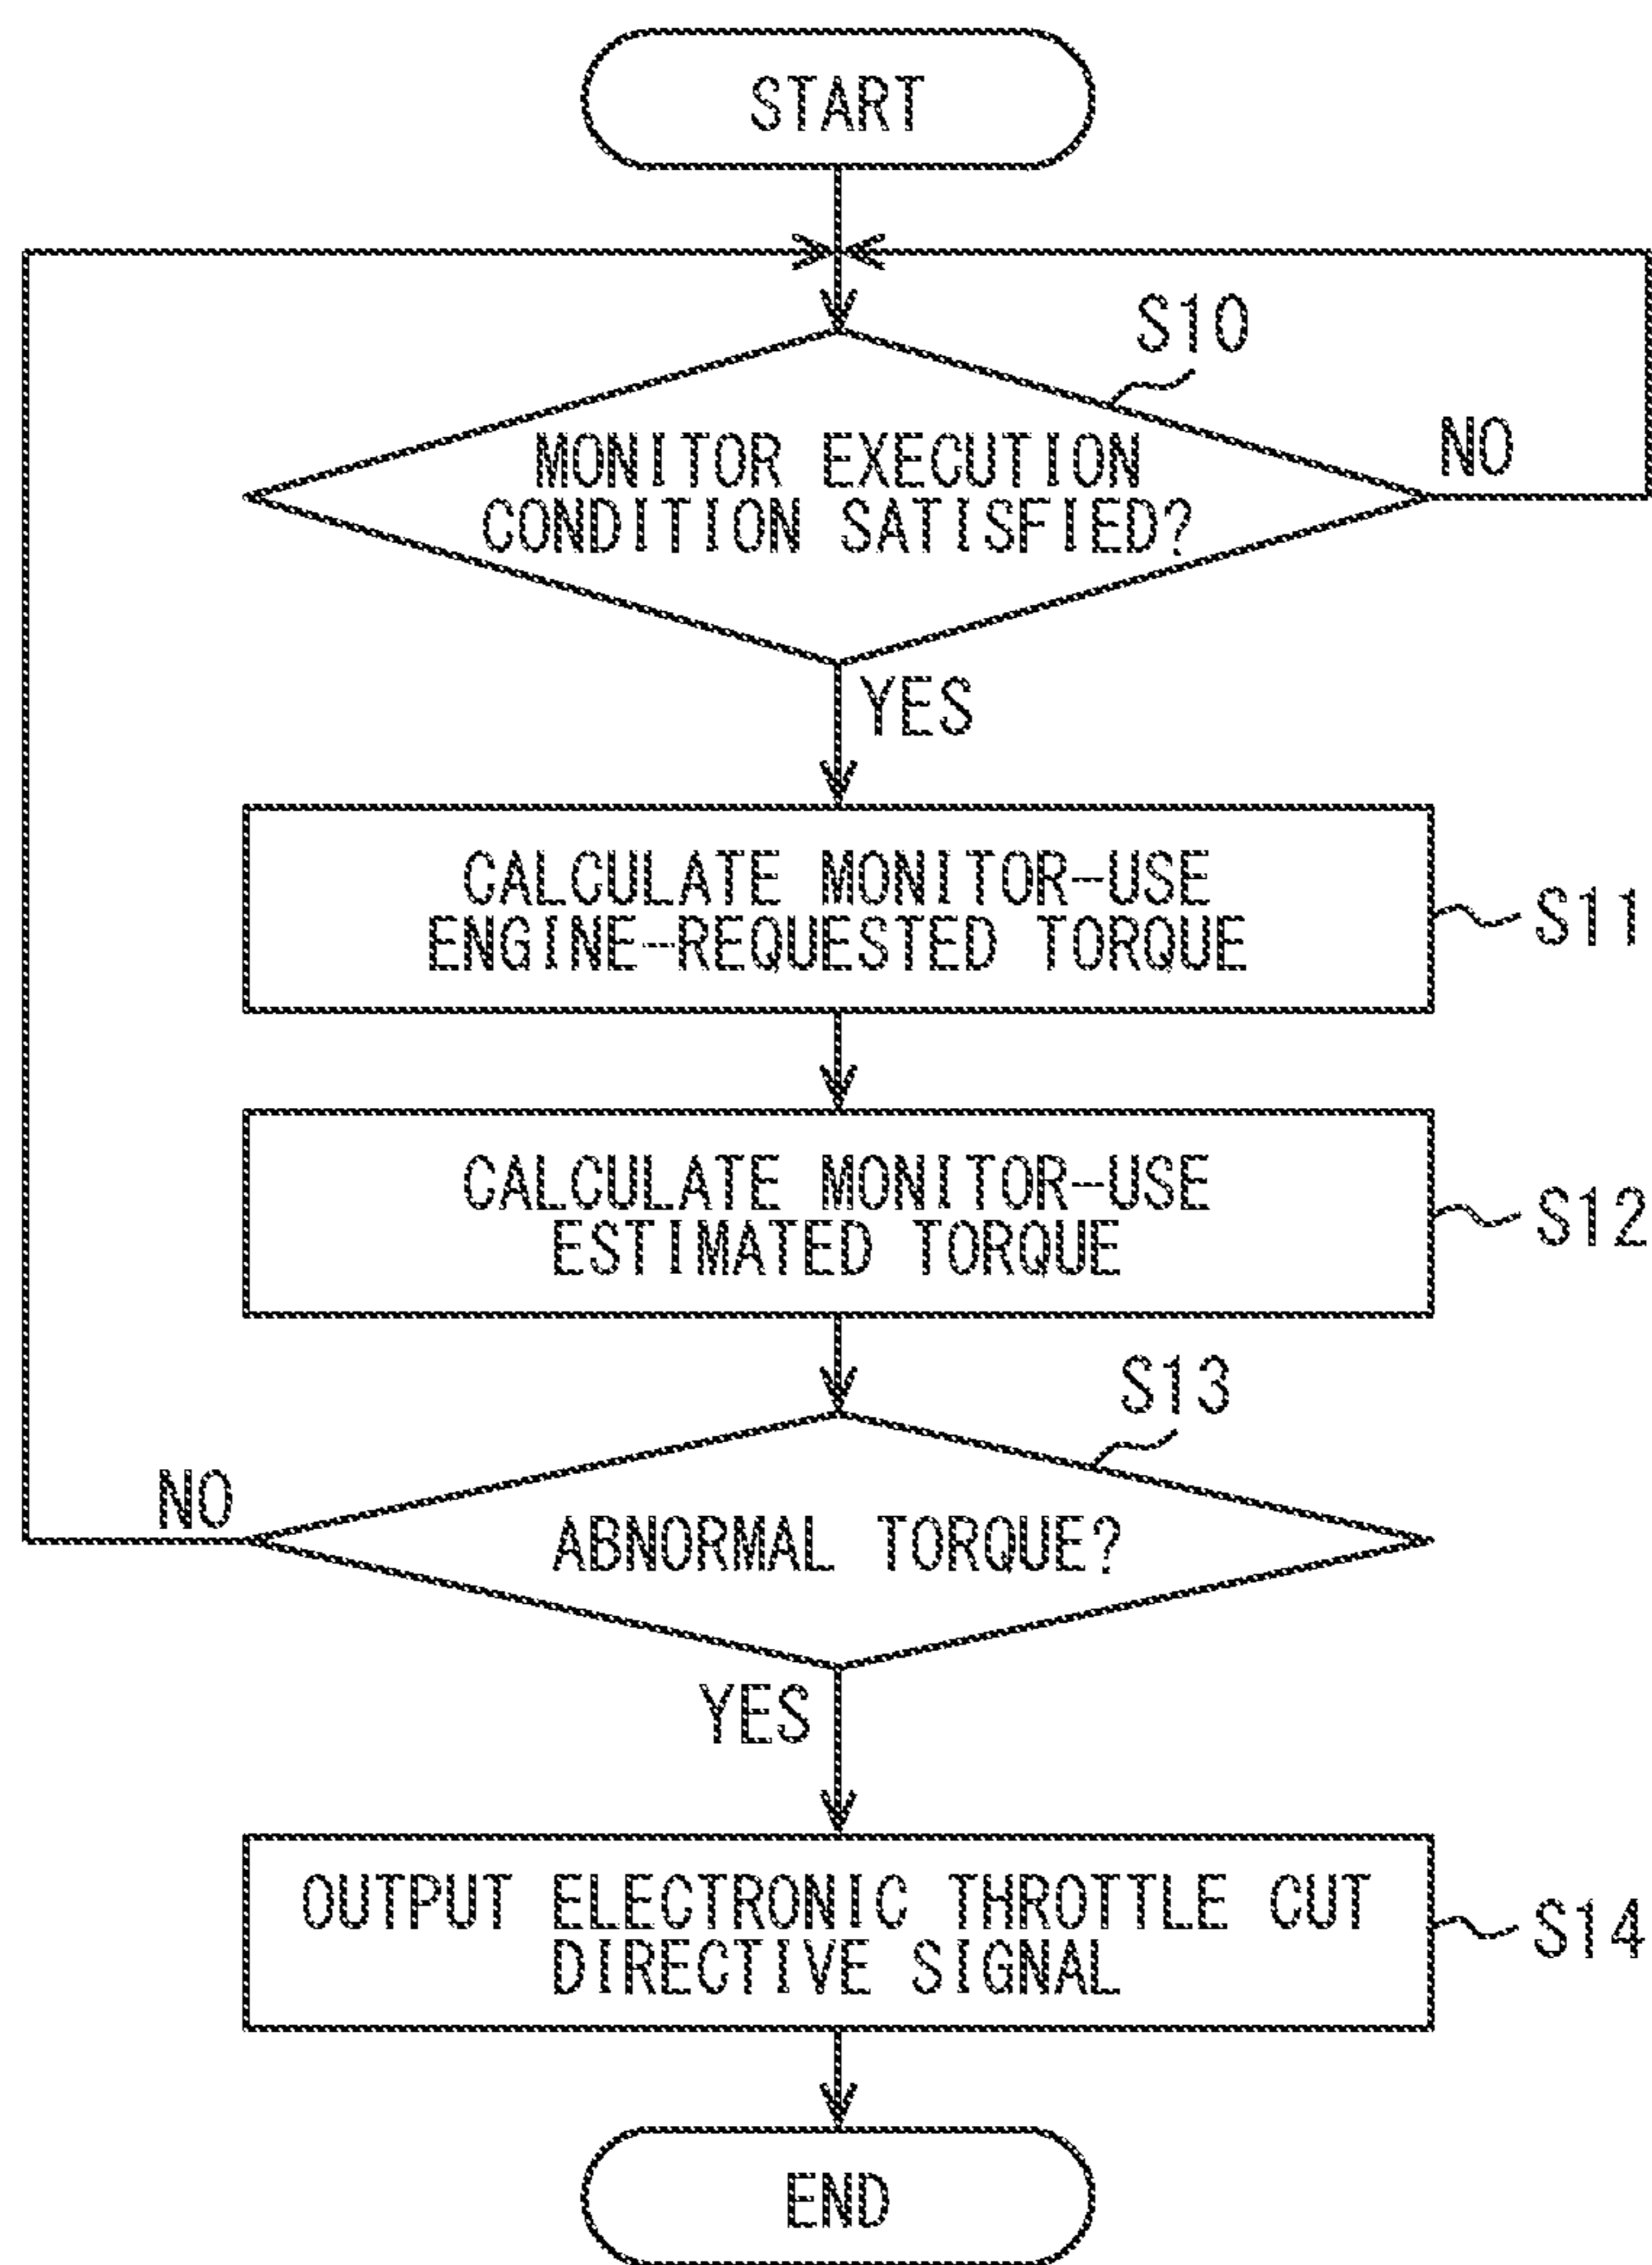 START
S10
MONITOR EXECUTION
CONDITION SATISFIED?
NO
YES
CALCULATE MONITOR-USE
ENGINE-REQUESTED TORQUE
S11
CALCULATE MONITOR-USE
ESTIMATED TORQUE
S12
S13
NO
ABNORMAL TORQUE?
YES
OUTPUT ELECTRONIC THROTTLE CUT
DIRECTIVE SIGNAL
S14
END